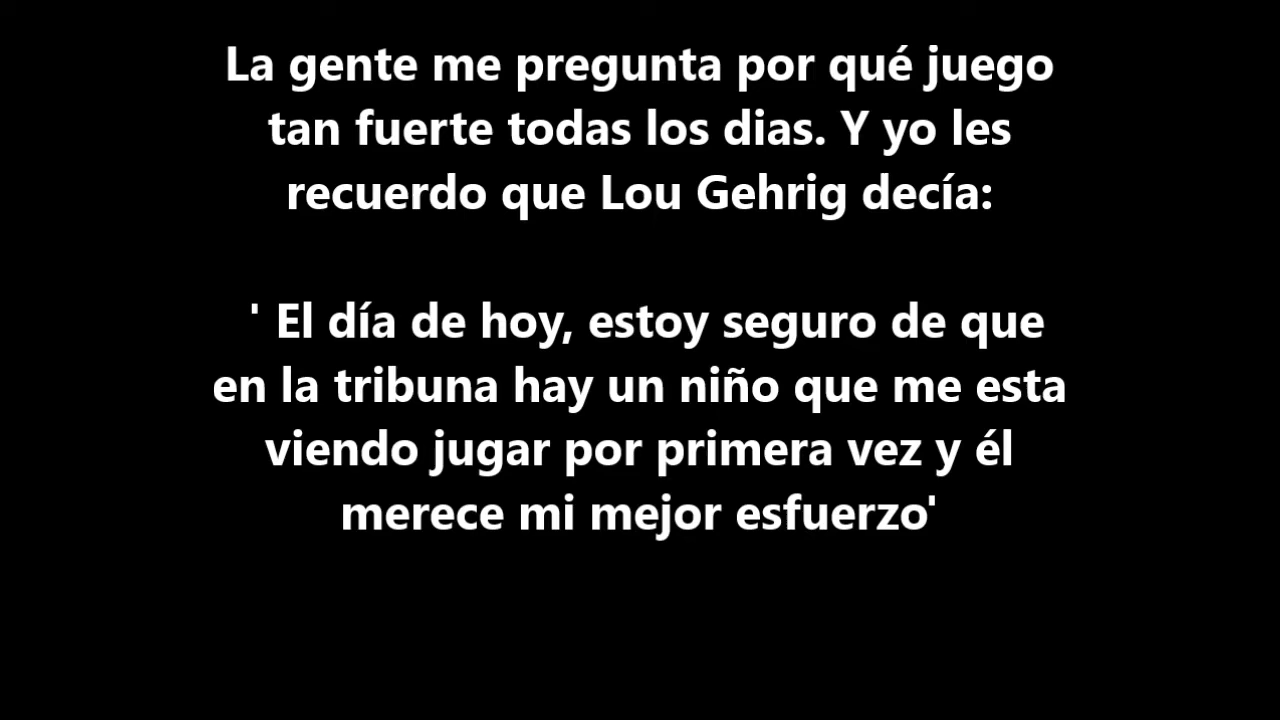 La gente me pregunta por qué juego
tan fuerte todas los dias. Y yo les
recuerdo que Lou Gehrig decía:
' El día de hoy, estoy seguro de que
en la tribuna hay un niño que me esta
viendo jugar por primera vez y él
merece mi mejor esfuerzo'